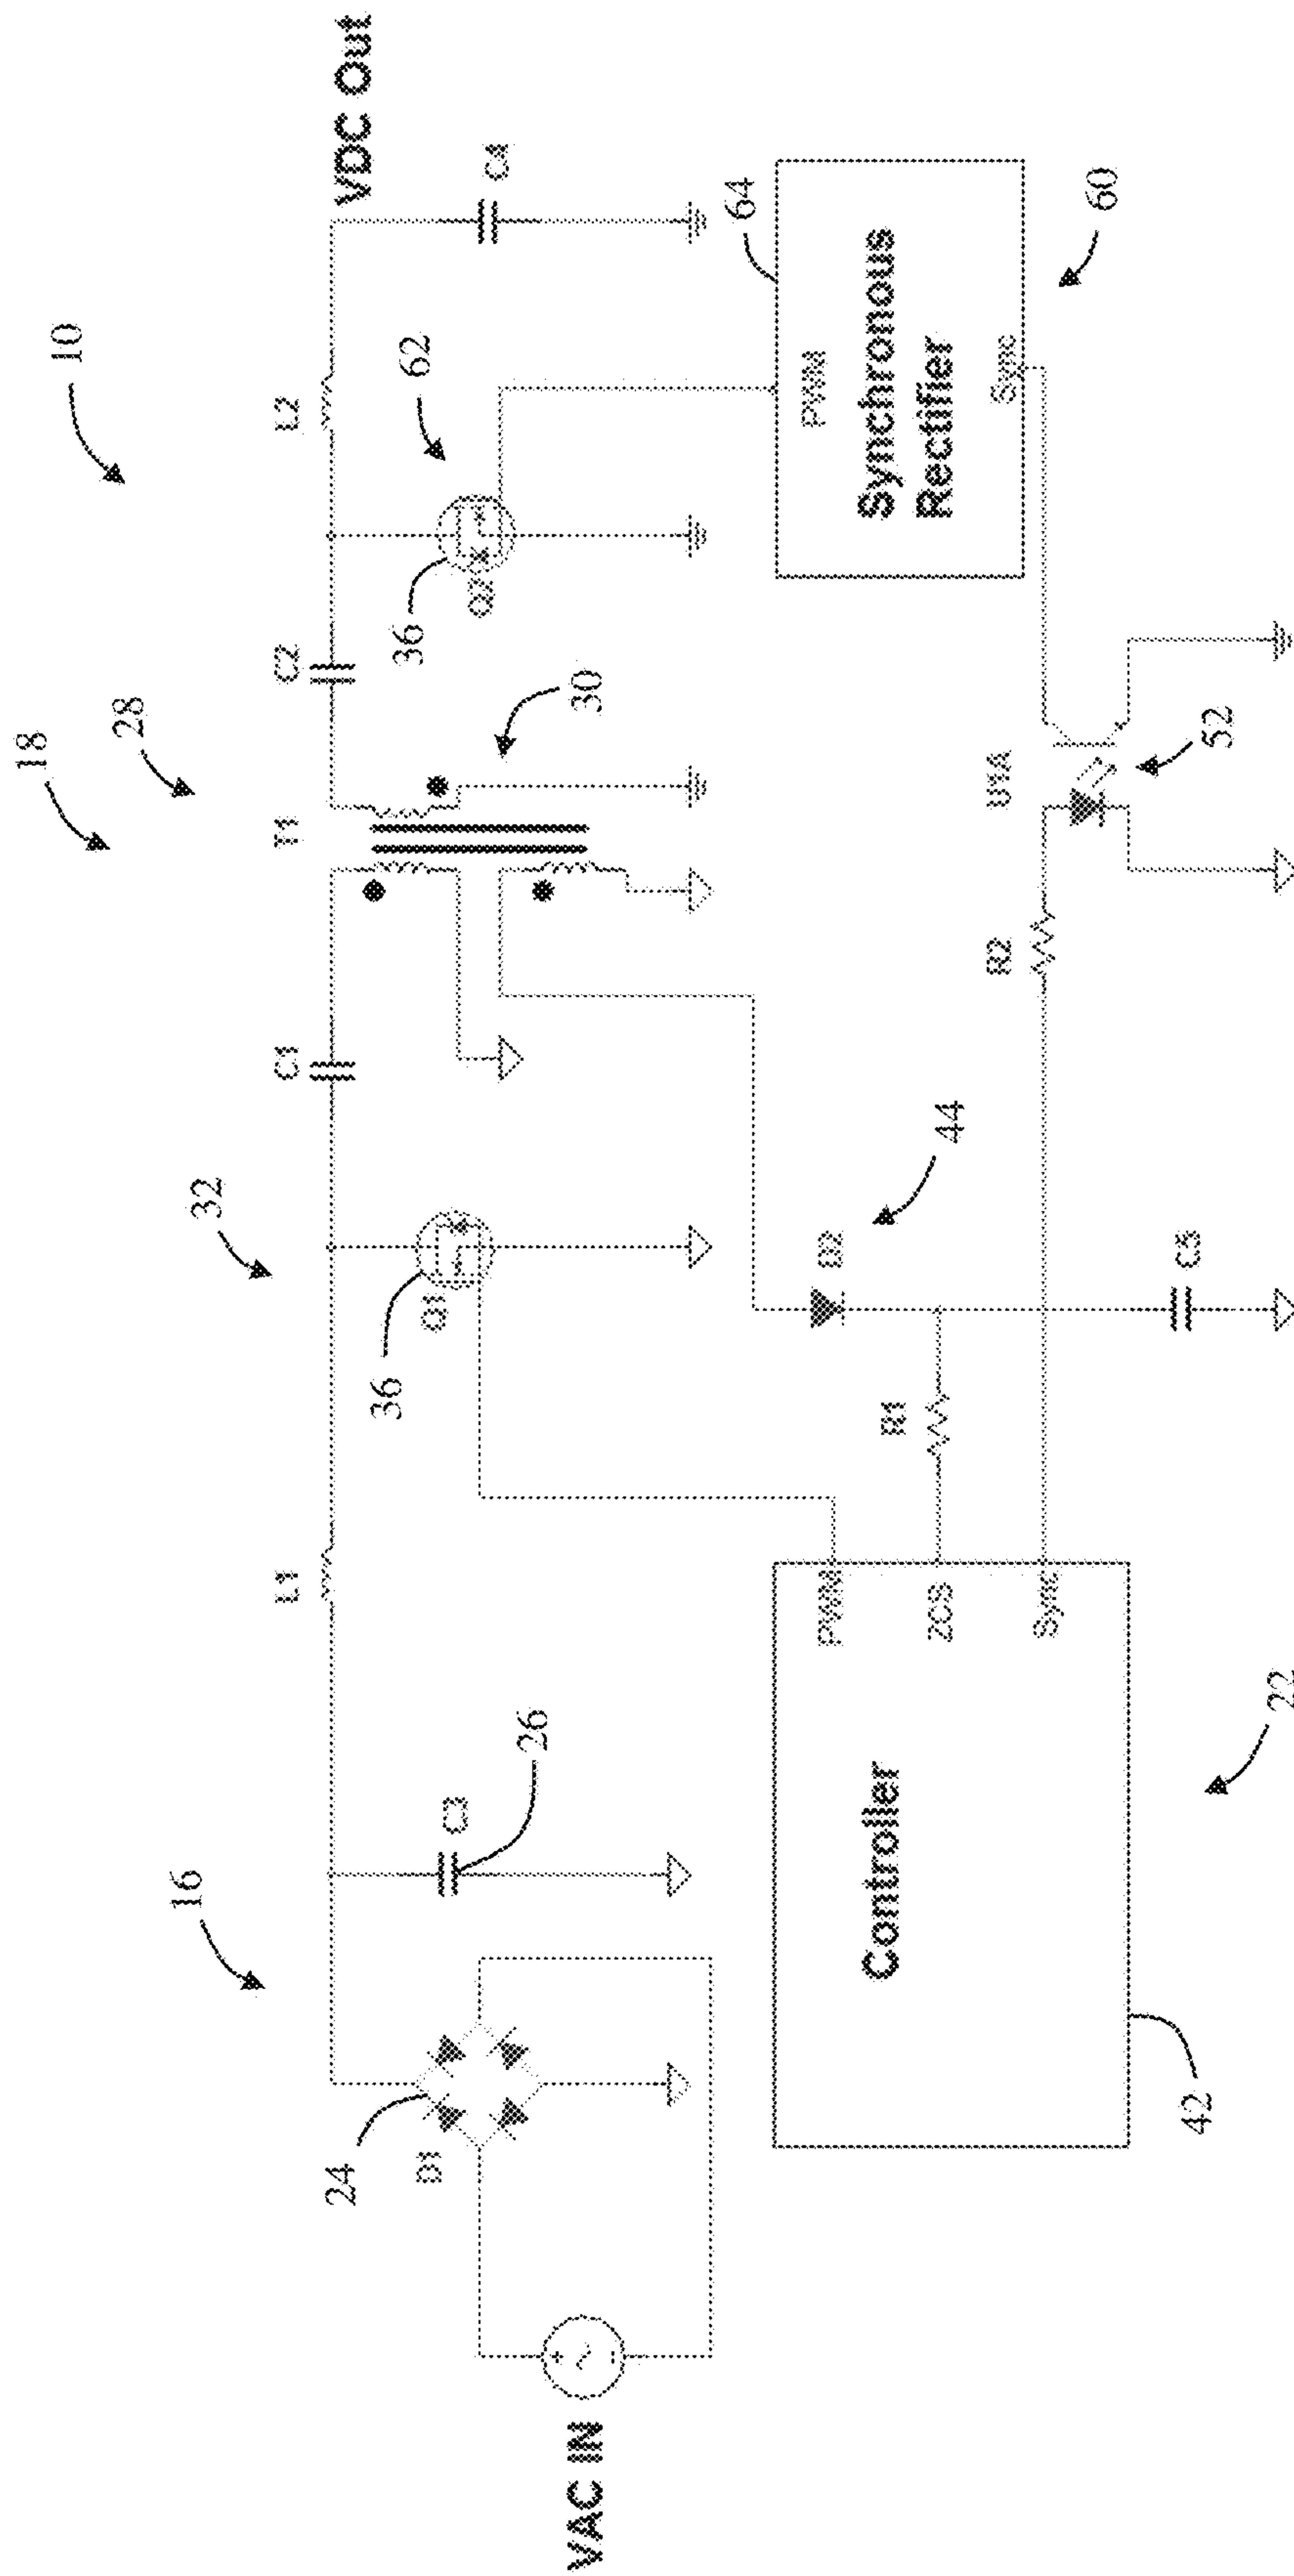 10
18
28
32
16
VDC Out
L2
C2
T1
C1
L1
C4
62
36
Q2
30
36
Q1
C3
26
24
D1
VAC IN
64
PWM
Synchronous
Rectifier
Sync
60
44
D2
R1
C5
U1A
52
R2
PWM
ZCS
Sync
Controller
22
42